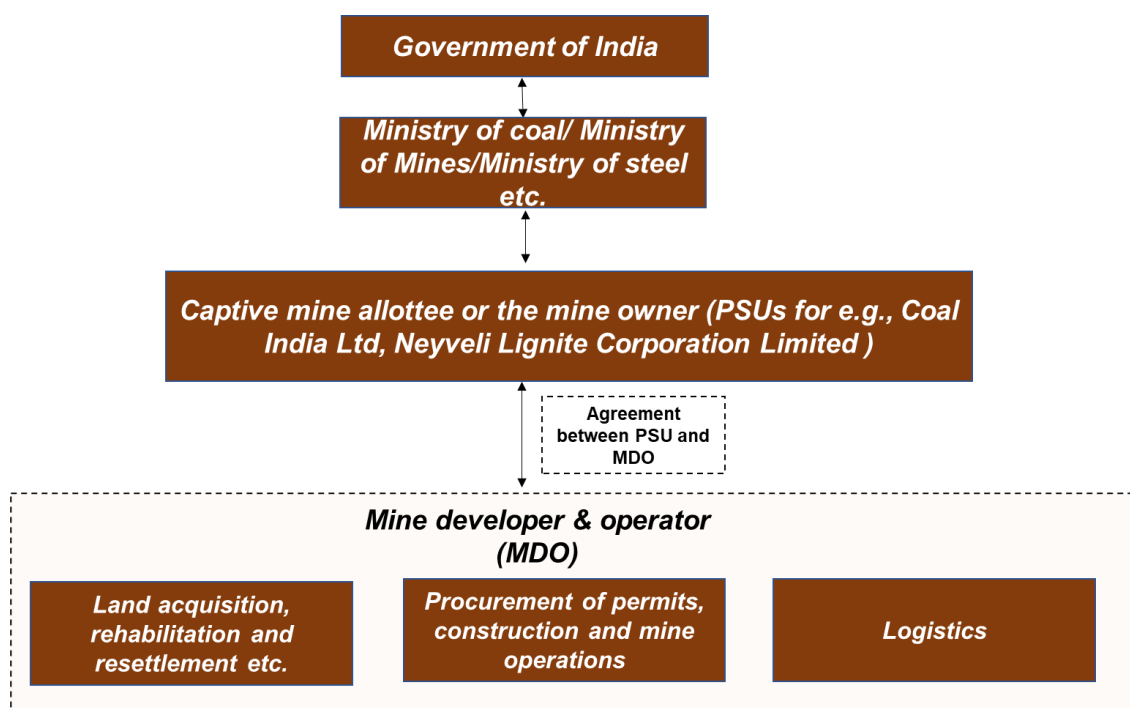 Government of India
Ministry of coal/ Ministry
of Mines/Ministry of steel
etc.
Captive mine allottee or the mine owner (PSUs for e.g., Coal
India Ltd, Neyveli Lignite Corporation Limited )
Agreement
between PSU and
MDO
Mine developer & operator
(MDO)
Land acquisition,
rehabilitation and
resettlement etc.
Procurement of permits,
construction and mine
operations
Logistics